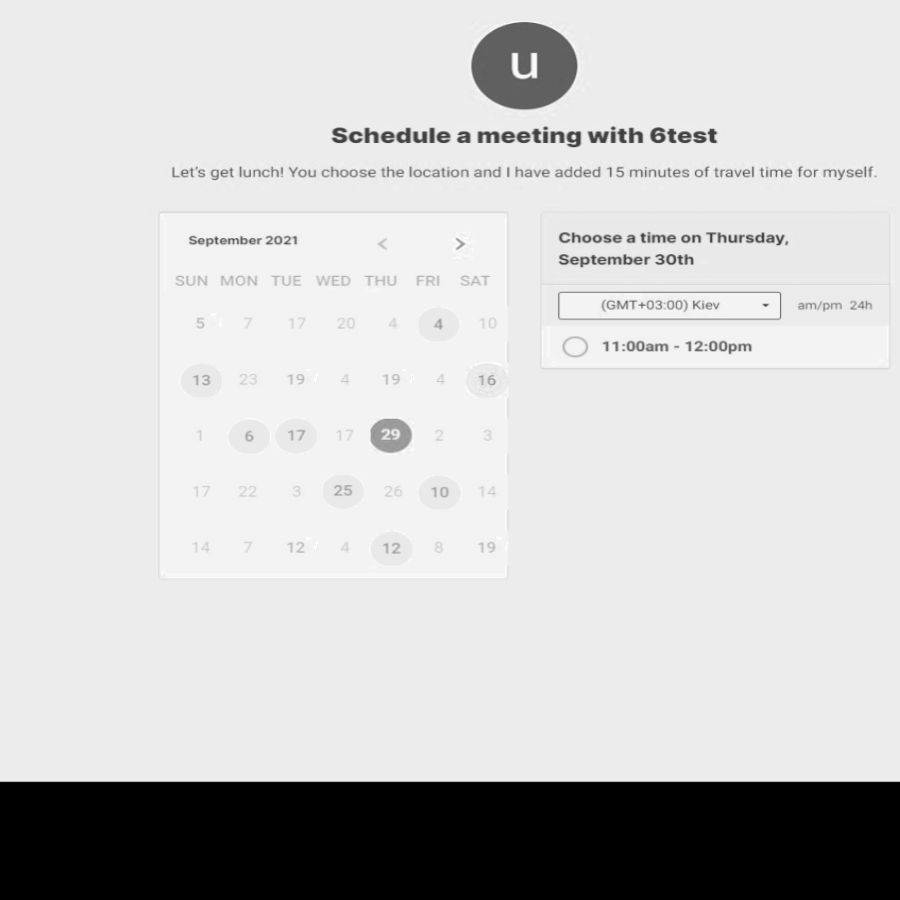 u
Schedule a meeting with 6test
Let's get lunch! You choose the location and I have added 15 minutes of travel time for myself.
September 2021 < >
SUN MON TUE WED THU FRI SAT
5 7 17 20 4 4 10
13 23 19 4 19 4 16
1 6 17 17 29 2 3
17 22 3 25 26 10 14
14 7 12 4 12 8 19
Choose a time on Thursday,
September 30th
(GMT+03:00) Kiev am/pm 24h
11:00am - 12:00pm